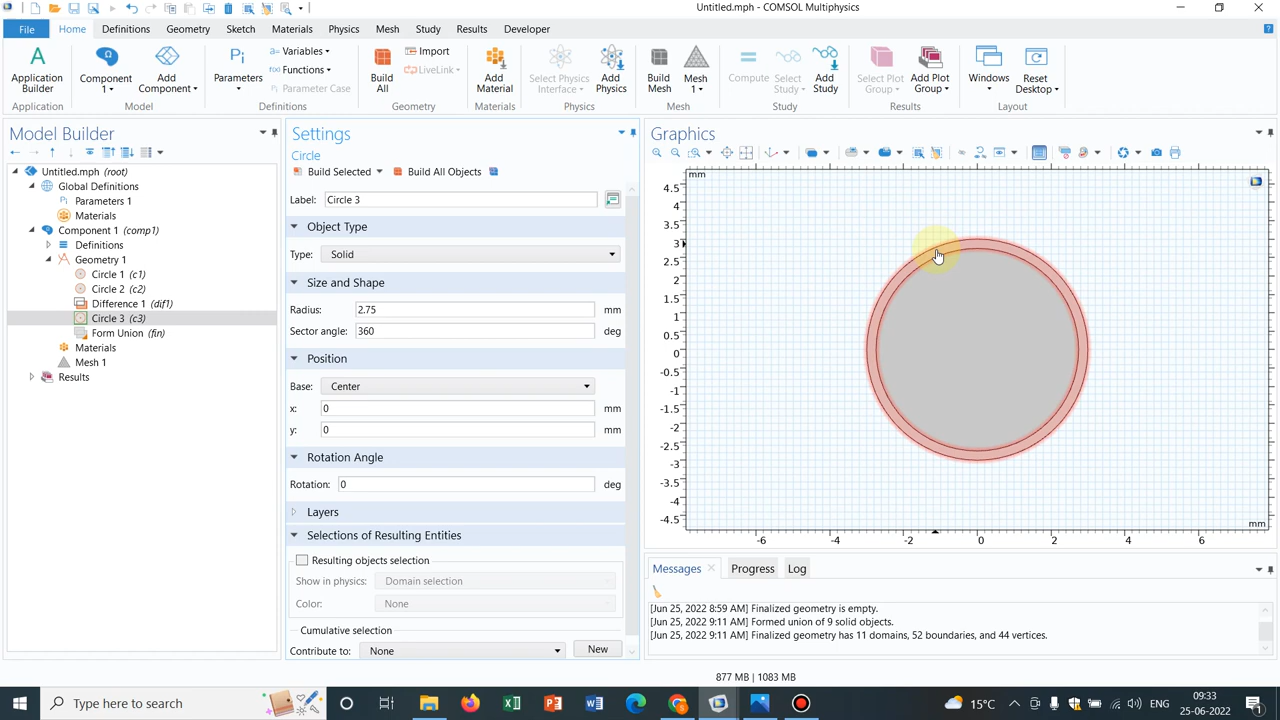 Untitled.mph - COMSOL Multiphysics
File Home Definitions Geometry Sketch Materials Physics Mesh Study Results Developer
Application Builder
Component 1
Add Component
Parameters
a= Variables
f(x) Functions
Parameter Case
Build All
Import
LiveLink
Add Material
Select Physics Interface
Add Physics
Build Mesh
Mesh 1
Compute
Select Study
Add Study
Select Plot Group
Add Plot Group
Windows
Reset Desktop
Application Model Definitions Geometry Materials Physics Mesh Study Results Layout
Model Builder
Untitled.mph (root)
Global Definitions
Pi Parameters 1
Materials
Component 1 (comp1)
Definitions
Geometry 1
Circle 1 (c1)
Circle 2 (c2)
Difference 1 (dif1)
Circle 3 (c3)
Form Union (fin)
Materials
Mesh 1
Results
Settings
Circle
Build Selected Build All Objects
Label: Circle 3
Object Type
Type: Solid
Size and Shape
Radius: 2.75 mm
Sector angle: 360 deg
Position
Base: Center
x: 0 mm
y: 0 mm
Rotation Angle
Rotation: 0 deg
Layers
Selections of Resulting Entities
Resulting objects selection
Show in physics: Domain selection
Color: None
Cumulative selection
Contribute to: None New
Graphics
mm
4.5
4
3.5
3
2.5
2
1.5
1
0.5
0
-0.5
-1
-1.5
-2
-2.5
-3
-3.5
-4
-4.5
mm
-6 -4 -2 0 2 4 6
Messages Progress Log
[Jun 25, 2022 8:59 AM] Finalized geometry is empty.
[Jun 25, 2022 9:11 AM] Formed union of 9 solid objects.
[Jun 25, 2022 9:11 AM] Finalized geometry has 11 domains, 52 boundaries, and 44 vertices.
877 MB | 1083 MB
Type here to search
15°C
ENG
09:33
25-06-2022